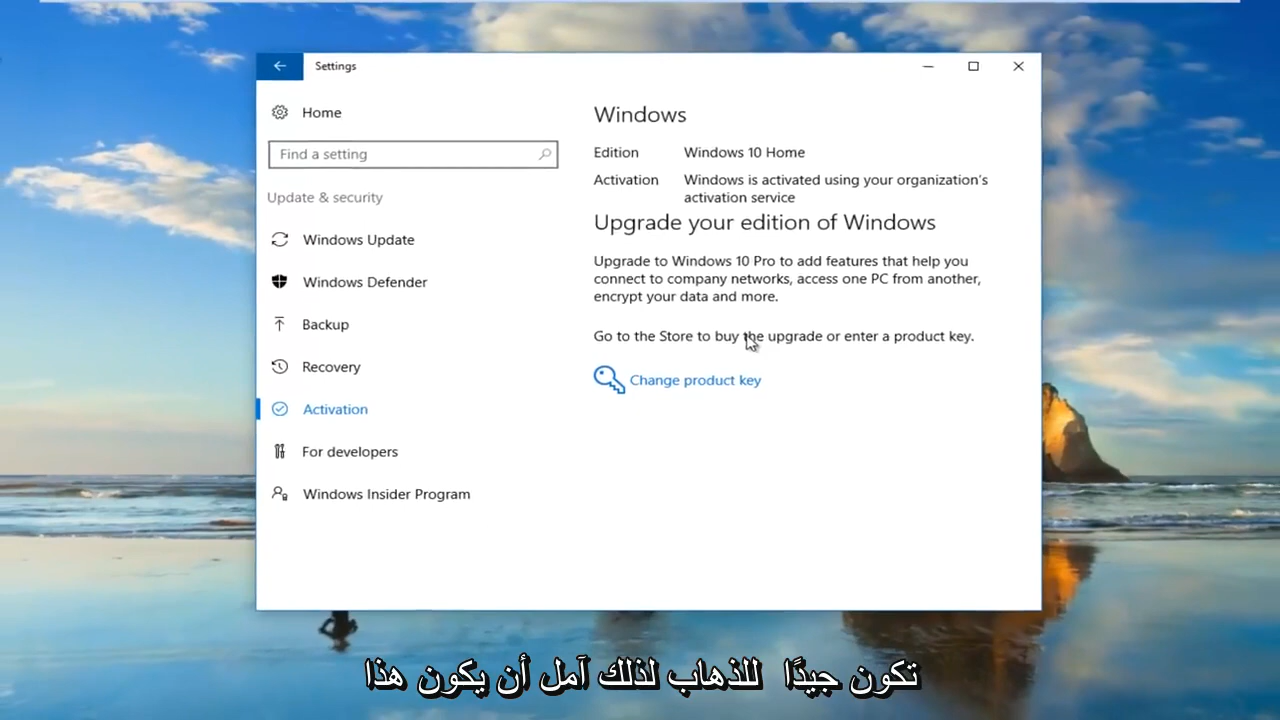 Settings
Home
Find a setting
Update & security
Windows Update
Windows Defender
Backup
Recovery
Activation
For developers
Windows Insider Program
Windows
Edition Windows 10 Home
Activation Windows is activated using your organization's
activation service
Upgrade your edition of Windows
Upgrade to Windows 10 Pro to add features that help you
connect to company networks, access one PC from another,
encrypt your data and more.
Go to the Store to buy the upgrade or enter a product key.
Change product key
تكون جيدًا للذهاب لذلك آمل أن يكون هذا